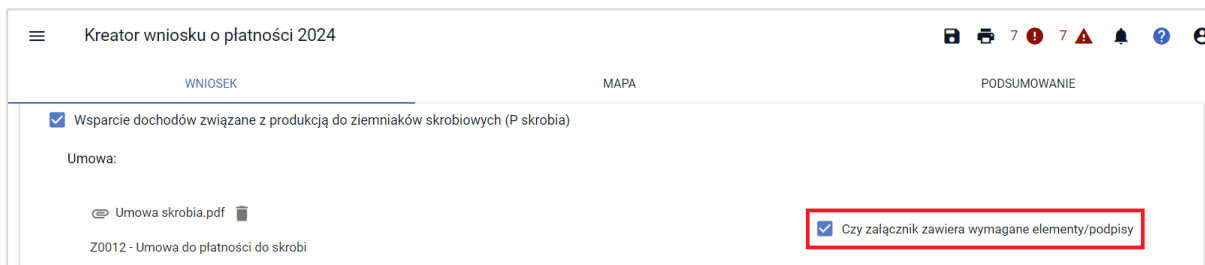 Kreator wniosku o płatności 2024
7 7
WNIOSEK MAPA PODSUMOWANIE
Wsparcie dochodów związane z produkcją do ziemniaków skrobiowych (P skrobia)
Umowa:
Umowa skrobia.pdf
Czy załącznik zawiera wymagane elementy/podpisy
Z0012 - Umowa do płatności do skrobi